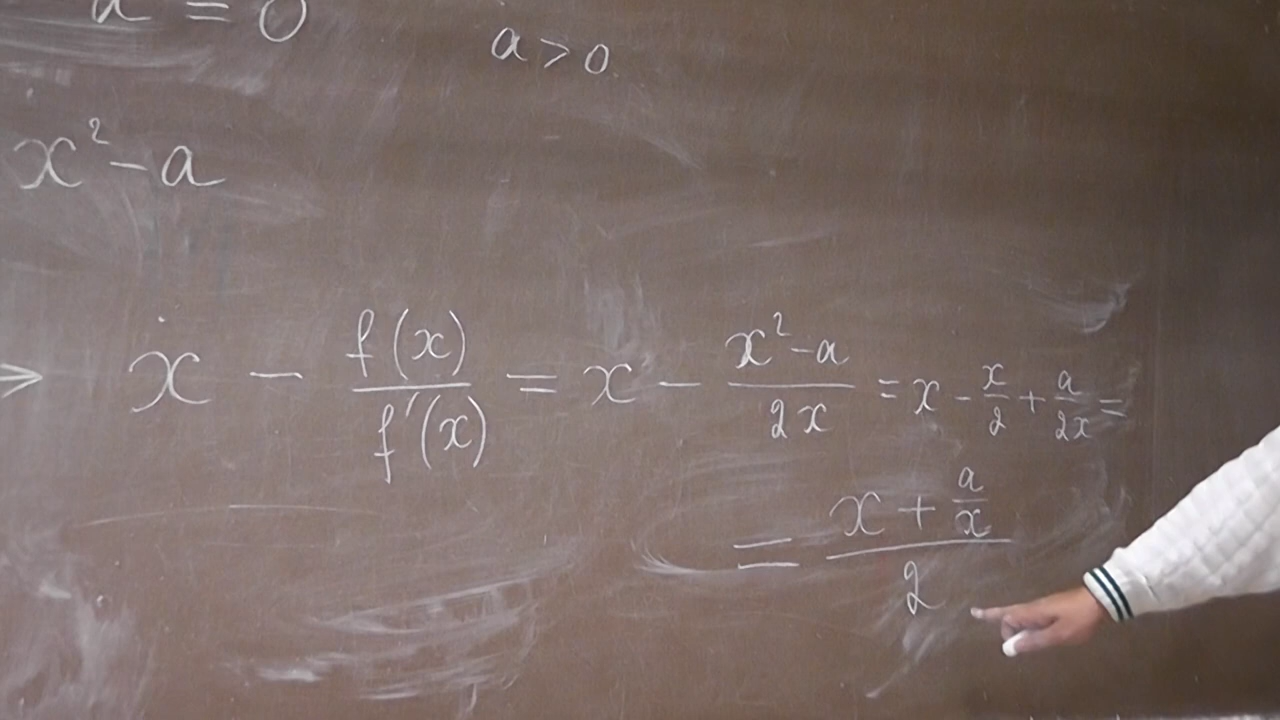 a = 0
a > 0
x² - a
→ x - f(x)/f'(x) = x - (x² - a)/2x = x - x/2 + a/2x =
= (x + a/x)/2